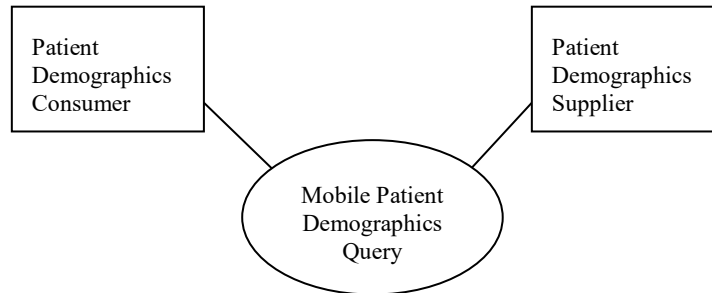 Patient
Demographics
Consumer
Patient
Demographics
Supplier
Mobile Patient
Demographics
Query